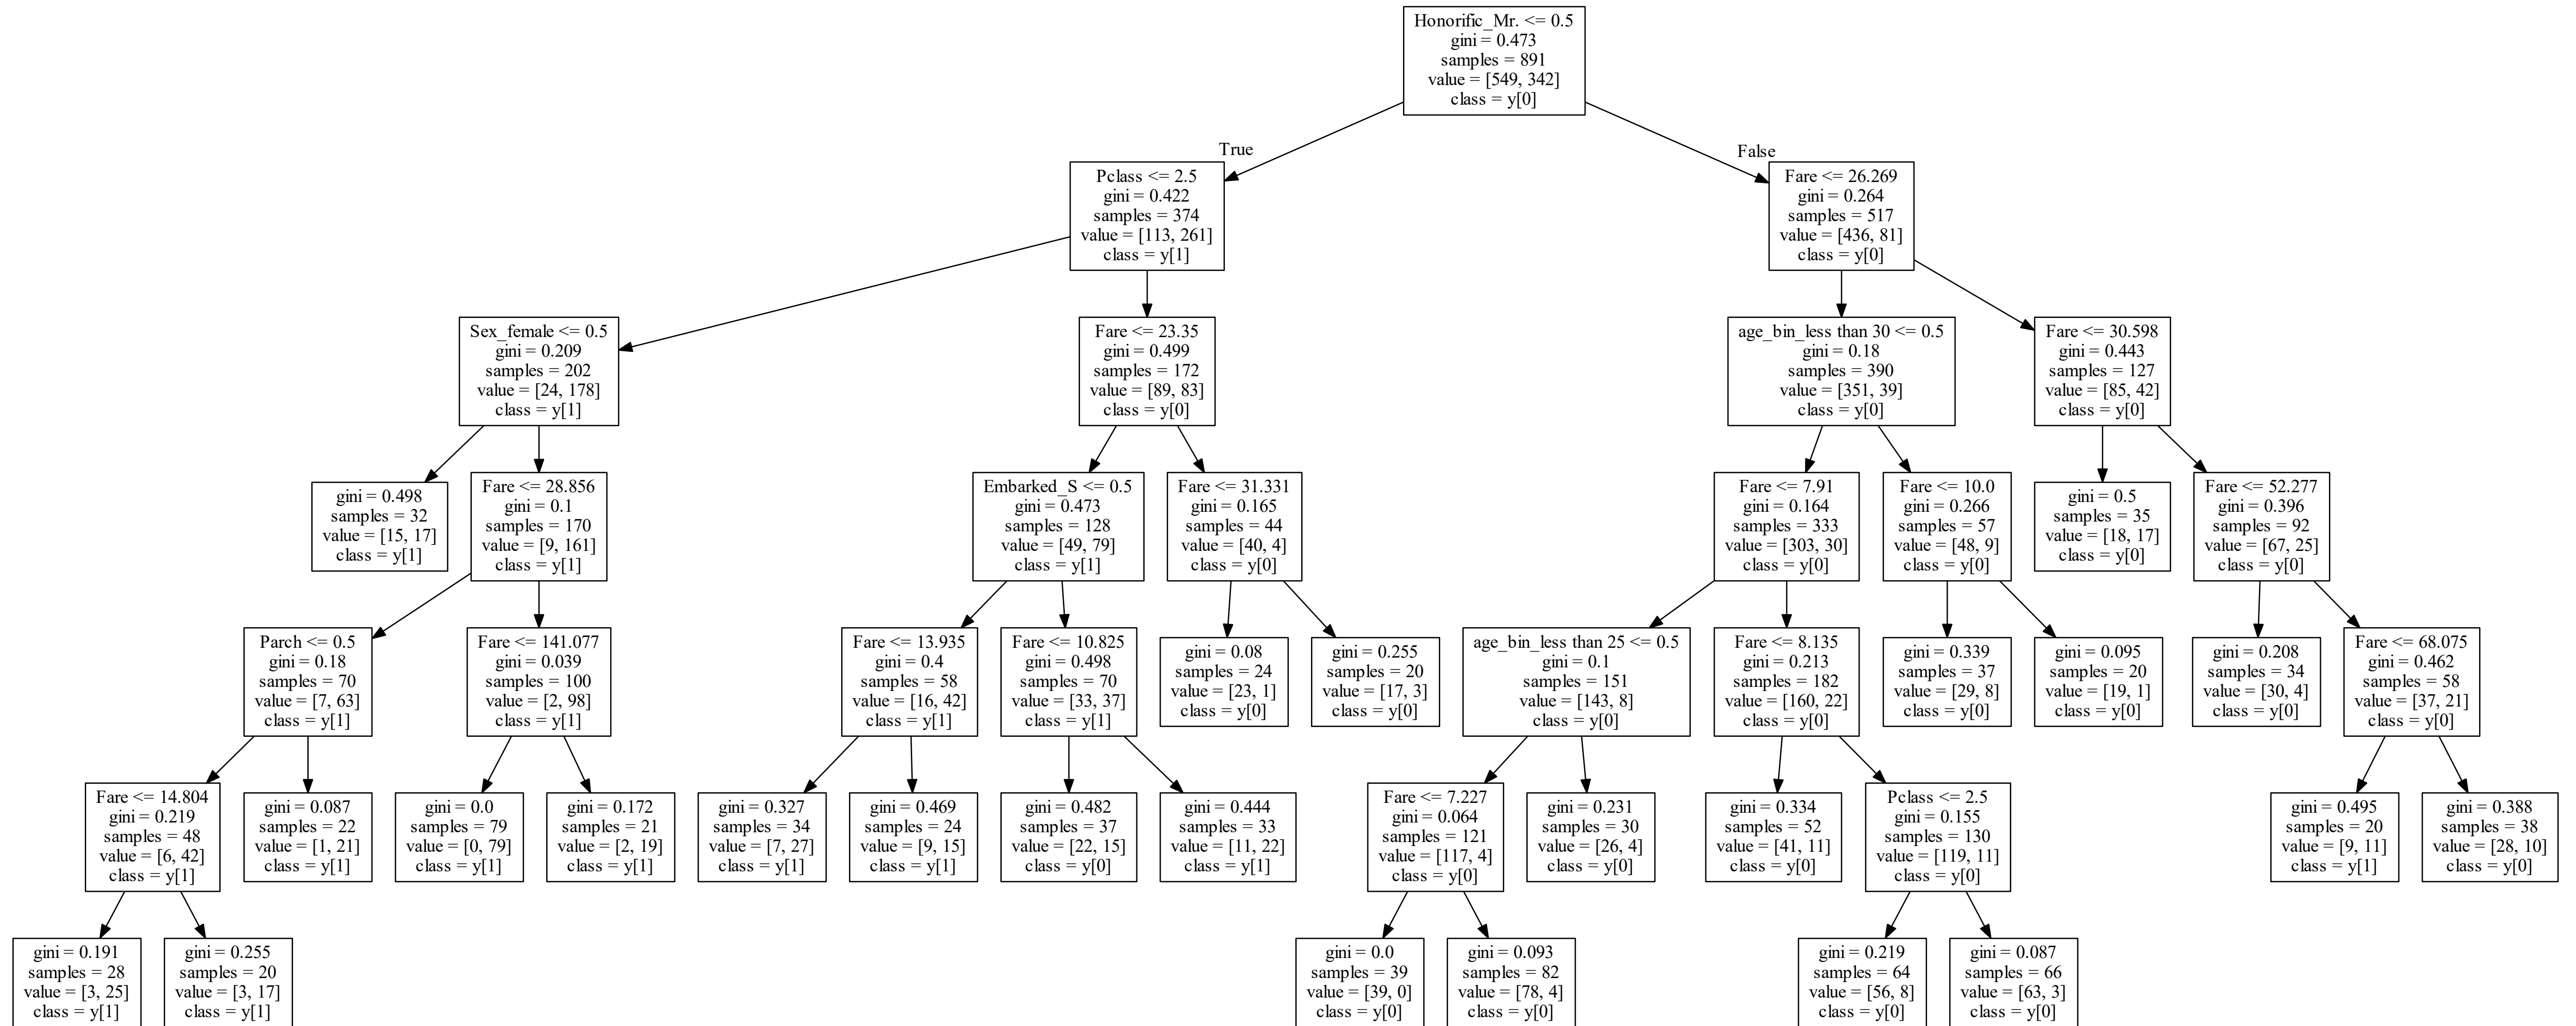 Honorific_Mr. <= 0.5
gini = 0.473
samples = 891
value = [549, 342]
class = y[0]
True
False
Pclass <= 2.5
gini = 0.422
samples = 374
value = [113, 261]
class = y[1]
Fare <= 26.269
gini = 0.264
samples = 517
value = [436, 81]
class = y[0]
Sex_female <= 0.5
gini = 0.209
samples = 202
value = [24, 178]
class = y[1]
Fare <= 23.35
gini = 0.499
samples = 172
value = [89, 83]
class = y[0]
age_bin_less than 30 <= 0.5
gini = 0.18
samples = 390
value = [351, 39]
class = y[0]
Fare <= 30.598
gini = 0.443
samples = 127
value = [85, 42]
class = y[0]
gini = 0.498
samples = 32
value = [15, 17]
class = y[1]
Fare <= 28.856
gini = 0.1
samples = 170
value = [9, 161]
class = y[1]
Embarked_S <= 0.5
gini = 0.473
samples = 128
value = [49, 79]
class = y[1]
Fare <= 31.331
gini = 0.165
samples = 44
value = [40, 4]
class = y[0]
Fare <= 7.91
gini = 0.164
samples = 333
value = [303, 30]
class = y[0]
Fare <= 10.0
gini = 0.266
samples = 57
value = [48, 9]
class = y[0]
gini = 0.5
samples = 35
value = [18, 17]
class = y[0]
Fare <= 52.277
gini = 0.396
samples = 92
value = [67, 25]
class = y[0]
Parch <= 0.5
gini = 0.18
samples = 70
value = [7, 63]
class = y[1]
Fare <= 141.077
gini = 0.039
samples = 100
value = [2, 98]
class = y[1]
Fare <= 13.935
gini = 0.4
samples = 58
value = [16, 42]
class = y[1]
Fare <= 10.825
gini = 0.498
samples = 70
value = [33, 37]
class = y[1]
gini = 0.08
samples = 24
value = [23, 1]
class = y[0]
gini = 0.255
samples = 20
value = [17, 3]
class = y[0]
age_bin_less than 25 <= 0.5
gini = 0.1
samples = 151
value = [143, 8]
class = y[0]
Fare <= 8.135
gini = 0.213
samples = 182
value = [160, 22]
class = y[0]
gini = 0.339
samples = 37
value = [29, 8]
class = y[0]
gini = 0.095
samples = 20
value = [19, 1]
class = y[0]
gini = 0.208
samples = 34
value = [30, 4]
class = y[0]
Fare <= 68.075
gini = 0.462
samples = 58
value = [37, 21]
class = y[0]
Fare <= 14.804
gini = 0.219
samples = 48
value = [6, 42]
class = y[1]
gini = 0.087
samples = 22
value = [1, 21]
class = y[1]
gini = 0.0
samples = 79
value = [0, 79]
class = y[1]
gini = 0.172
samples = 21
value = [2, 19]
class = y[1]
gini = 0.327
samples = 34
value = [7, 27]
class = y[1]
gini = 0.469
samples = 24
value = [9, 15]
class = y[1]
gini = 0.482
samples = 37
value = [22, 15]
class = y[0]
gini = 0.444
samples = 33
value = [11, 22]
class = y[1]
Fare <= 7.227
gini = 0.064
samples = 121
value = [117, 4]
class = y[0]
gini = 0.231
samples = 30
value = [26, 4]
class = y[0]
gini = 0.334
samples = 52
value = [41, 11]
class = y[0]
Pclass <= 2.5
gini = 0.155
samples = 130
value = [119, 11]
class = y[0]
gini = 0.495
samples = 20
value = [9, 11]
class = y[1]
gini = 0.388
samples = 38
value = [28, 10]
class = y[0]
gini = 0.191
samples = 28
value = [3, 25]
class = y[1]
gini = 0.255
samples = 20
value = [3, 17]
class = y[1]
gini = 0.0
samples = 39
value = [39, 0]
class = y[0]
gini = 0.093
samples = 82
value = [78, 4]
class = y[0]
gini = 0.219
samples = 64
value = [56, 8]
class = y[0]
gini = 0.087
samples = 66
value = [63, 3]
class = y[0]